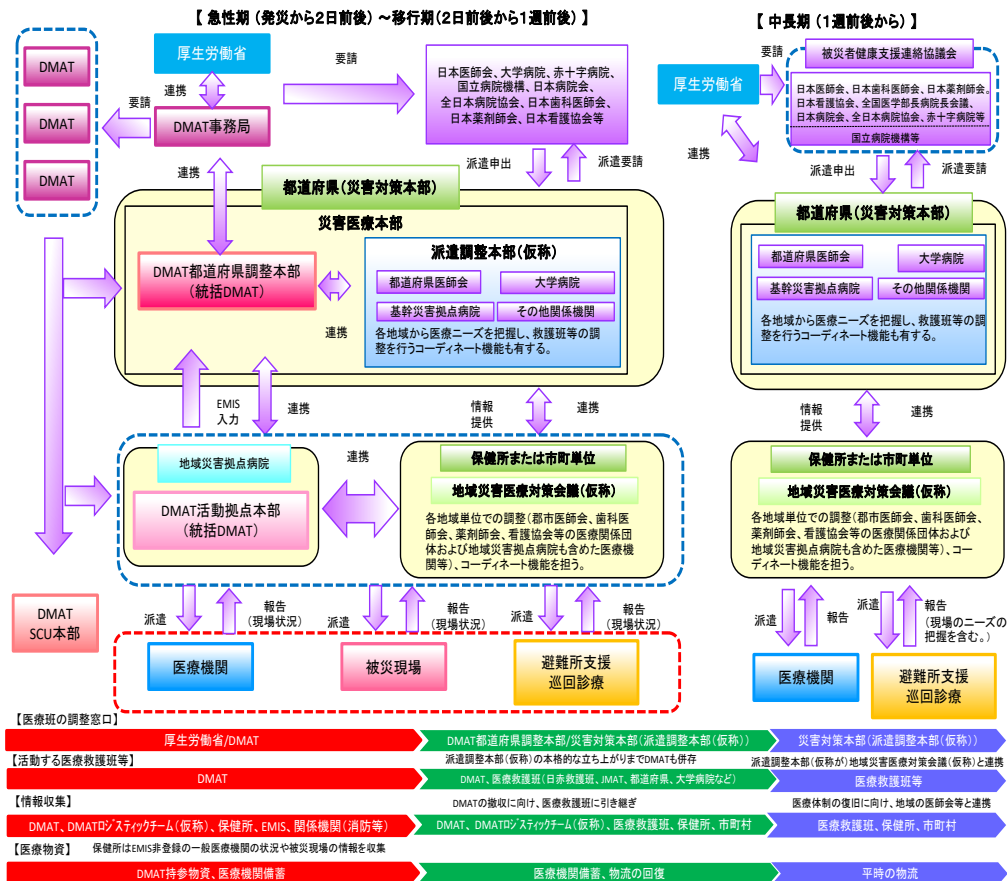 【 急性期 (発災から2日前後) ～移行期(2日前後から1週前後) 】
DMAT
DMAT
DMAT
要請
厚生労働省
連携
DMAT事務局
要請
日本医師会、大学病院、赤十字病院、
国立病院機構、日本病院会、
全日本病院協会、日本歯科医師会、
日本薬剤師会、日本看護協会等
連携
派遣申出
派遣要請
都道府県(災害対策本部)
災害医療本部
DMAT都道府県調整本部
(統括DMAT)
連携
派遣調整本部(仮称)
都道府県医師会
大学病院
基幹災害拠点病院
その他関係機関
各地域から医療ニーズを把握し、救護班等の調
整を行うコーディネート機能も有する。
EMIS
入力
連携
情報
提供
連携
地域災害拠点病院
DMAT活動拠点本部
(統括DMAT)
連携
保健所または市町単位
地域災害医療対策会議(仮称)
各地域単位での調整(郡市医師会、歯科医
師会、薬剤師会、看護協会等の医療関係団
体および地域災害拠点病院も含めた医療機
関等)、コーディネート機能を担う。
DMAT
SCU本部
派遣
報告
(現場状況)
派遣
報告
(現場状況)
派遣
報告
(現場状況)
医療機関
被災現場
避難所支援
巡回診療
【 中長期 (1週前後から) 】
厚生労働省
要請
連携
被災者健康支援連絡協議会
日本医師会、日本歯科医師会、日本薬剤師会。
日本看護協会、全国医学部長病院長会議、
日本病院会、全日本病院協会、赤十字病院等
国立病院機構等
派遣申出
派遣要請
都道府県(災害対策本部)
都道府県医師会
大学病院
基幹災害拠点病院
その他関係機関
各地域から医療ニーズを把握し、救護班等の調
整を行うコーディネート機能も有する。
情報
提供
連携
保健所または市町単位
地域災害医療対策会議(仮称)
各地域単位での調整(郡市医師会、歯科医師会、
薬剤師会、看護協会等の医療関係団体および
地域災害拠点病院も含めた医療機関等)、コー
ディネート機能を担う。
派遣
報告
派遣
報告
(現場のニーズの
把握を含む。)
医療機関
避難所支援
巡回診療
【医療班の調整窓口】
厚生労働省/DMAT
DMAT都道府県調整本部/災害対策本部(派遣調整本部(仮称))
災害対策本部(派遣調整本部(仮称))
【活動する医療救護班等】
派遣調整本部(仮称)の本格的な立ち上がりまでDMATも併存
派遣調整本部(仮称が)地域災害医療対策会議(仮称)と連携
DMAT
DMAT、医療救護班(日赤救護班、JMAT、都道府県、大学病院など)
医療救護班等
【情報収集】
DMATの撤収に向け、医療救護班に引き継ぎ
医療体制の復旧に向け、地域の医師会等と連携
DMAT、DMATﾛｼﾞｽティックチーム(仮称)、保健所、EMIS、関係機関(消防等)
DMAT、DMATﾛｼﾞｽティックチーム(仮称)、医療救護班、保健所、市町村
医療救護班、保健所、市町村
【医療物資】
保健所はEMIS非登録の一般医療機関の状況や被災現場の情報を収集
DMAT持参物資、医療機関備蓄
医療機関備蓄、物流の回復
平時の物流